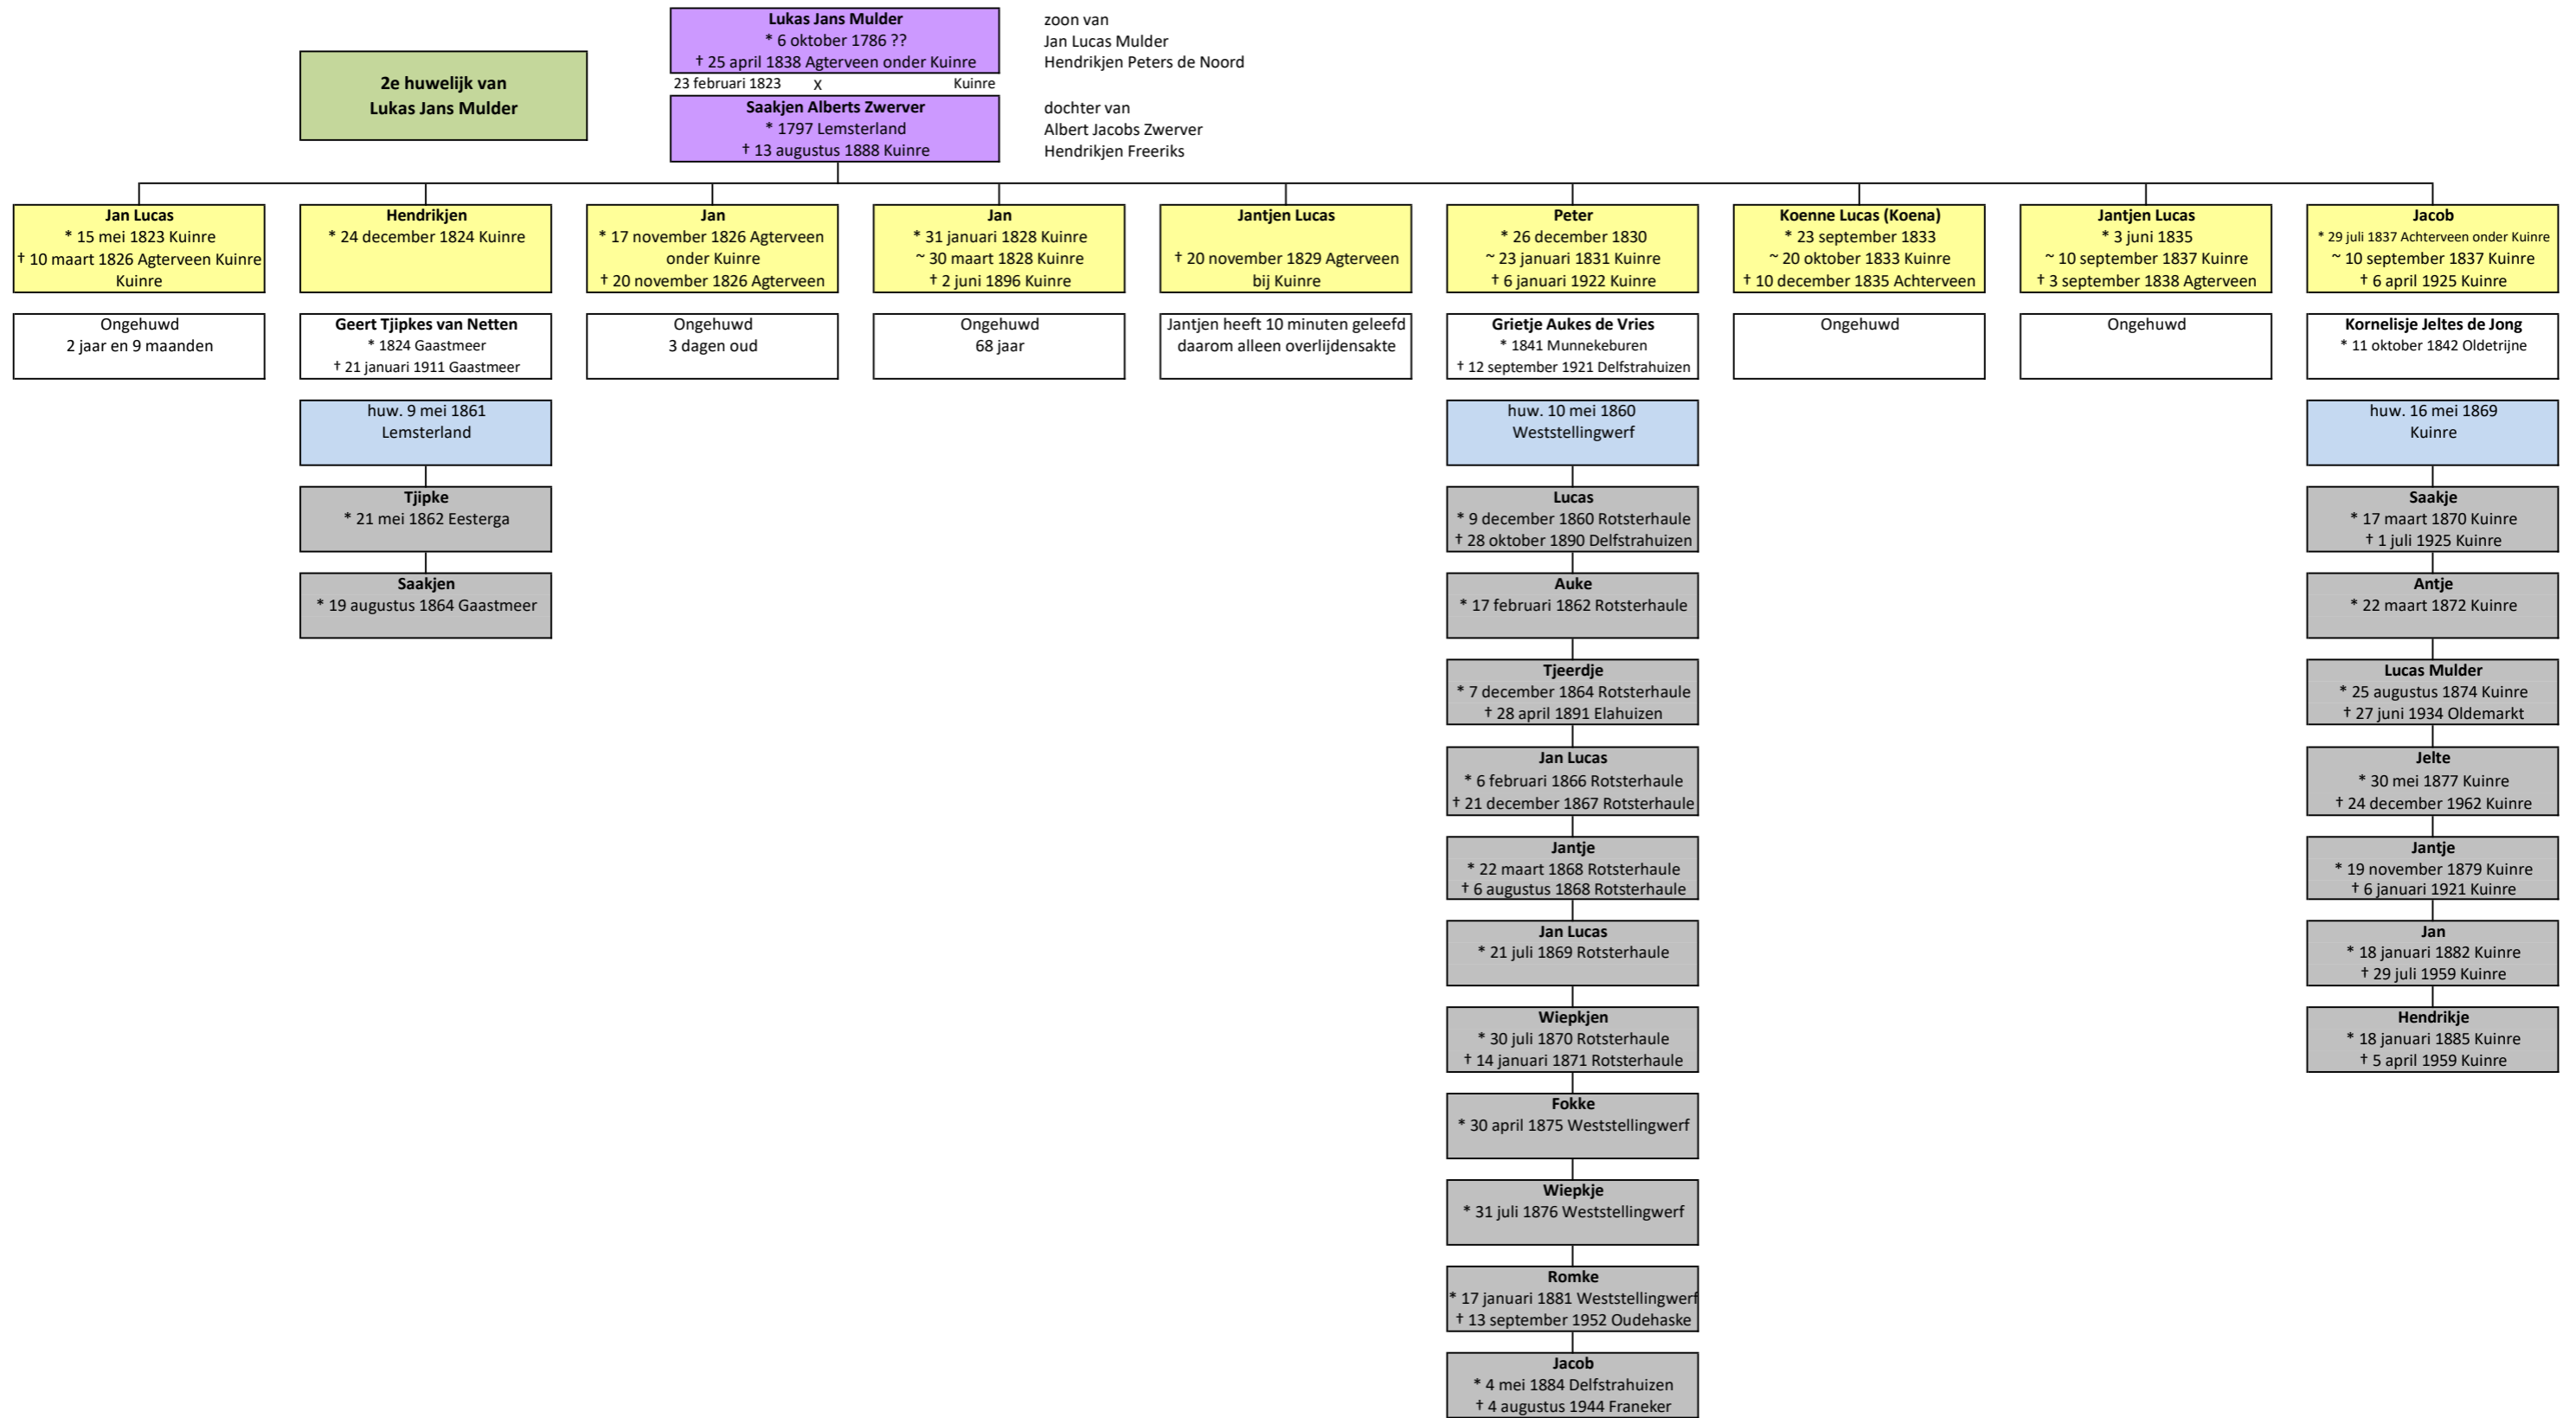 2e huwelijk van
Lukas Jans Mulder
Lukas Jans Mulder
* 6 oktober 1786 ??
† 25 april 1838 Agterveen onder Kuinre
23 februari 1823 X Kuinre
Saakjen Alberts Zwerver
* 1797 Lemsterland
† 13 augustus 1888 Kuinre
zoon van
Jan Lucas Mulder
Hendrikjen Peters de Noord
dochter van
Albert Jacobs Zwerver
Hendrikjen Freeriks
Jan Lucas
* 15 mei 1823 Kuinre
† 10 maart 1826 Agterveen Kuinre
Kuinre
Ongehuwd
2 jaar en 9 maanden
Hendrikjen
* 24 december 1824 Kuinre
Geert Tjipkes van Netten
* 1824 Gaastmeer
† 21 januari 1911 Gaastmeer
huw. 9 mei 1861
Lemsterland
Tjipke
* 21 mei 1862 Eesterga
Saakjen
* 19 augustus 1864 Gaastmeer
Jan
* 17 november 1826 Agterveen
onder Kuinre
† 20 november 1826 Agterveen
Ongehuwd
3 dagen oud
Jan
* 31 januari 1828 Kuinre
~ 30 maart 1828 Kuinre
† 2 juni 1896 Kuinre
Ongehuwd
68 jaar
Jantjen Lucas
† 20 november 1829 Agterveen
bij Kuinre
Jantjen heeft 10 minuten geleefd
daarom alleen overlijdensakte
Peter
* 26 december 1830
~ 23 januari 1831 Kuinre
† 6 januari 1922 Kuinre
Grietje Aukes de Vries
* 1841 Munnekeburen
† 12 september 1921 Delfstrahuizen
huw. 10 mei 1860
Weststellingwerf
Lucas
* 9 december 1860 Rotsterhaule
† 28 oktober 1890 Delfstrahuizen
Auke
* 17 februari 1862 Rotsterhaule
Tjeerdje
* 7 december 1864 Rotsterhaule
† 28 april 1891 Elahuizen
Jan Lucas
* 6 februari 1866 Rotsterhaule
† 21 december 1867 Rotsterhaule
Jantje
* 22 maart 1868 Rotsterhaule
† 6 augustus 1868 Rotsterhaule
Jan Lucas
* 21 juli 1869 Rotsterhaule
Wiepkjen
* 30 juli 1870 Rotsterhaule
† 14 januari 1871 Rotsterhaule
Fokke
* 30 april 1875 Weststellingwerf
Wiepkje
* 31 juli 1876 Weststellingwerf
Romke
* 17 januari 1881 Weststellingwerf
† 13 september 1952 Oudehaske
Jacob
* 4 mei 1884 Delfstrahuizen
† 4 augustus 1944 Franeker
Koenne Lucas (Koena)
* 23 september 1833
~ 20 oktober 1833 Kuinre
† 10 december 1835 Achterveen
Ongehuwd
Jantjen Lucas
* 3 juni 1835
~ 10 september 1837 Kuinre
† 3 september 1838 Agterveen
Ongehuwd
Jacob
* 29 juli 1837 Achterveen onder Kuinre
~ 10 september 1837 Kuinre
† 6 april 1925 Kuinre
Kornelisje Jeltes de Jong
* 11 oktober 1842 Oldetrijne
huw. 16 mei 1869
Kuinre
Saakje
* 17 maart 1870 Kuinre
† 1 juli 1925 Kuinre
Antje
* 22 maart 1872 Kuinre
Lucas Mulder
* 25 augustus 1874 Kuinre
† 27 juni 1934 Oldemarkt
Jelte
* 30 mei 1877 Kuinre
† 24 december 1962 Kuinre
Jantje
* 19 november 1879 Kuinre
† 6 januari 1921 Kuinre
Jan
* 18 januari 1882 Kuinre
† 29 juli 1959 Kuinre
Hendrikje
* 18 januari 1885 Kuinre
† 5 april 1959 Kuinre